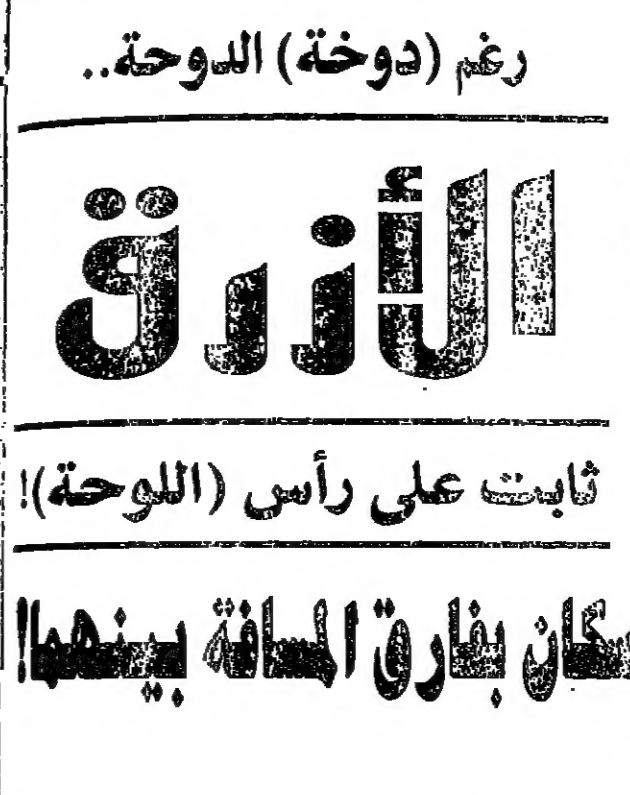 رغم (دوخة) الدوحة..
الأزرق
ثابت على رأس (اللوحة)!
بفارق المسافة بينهما!